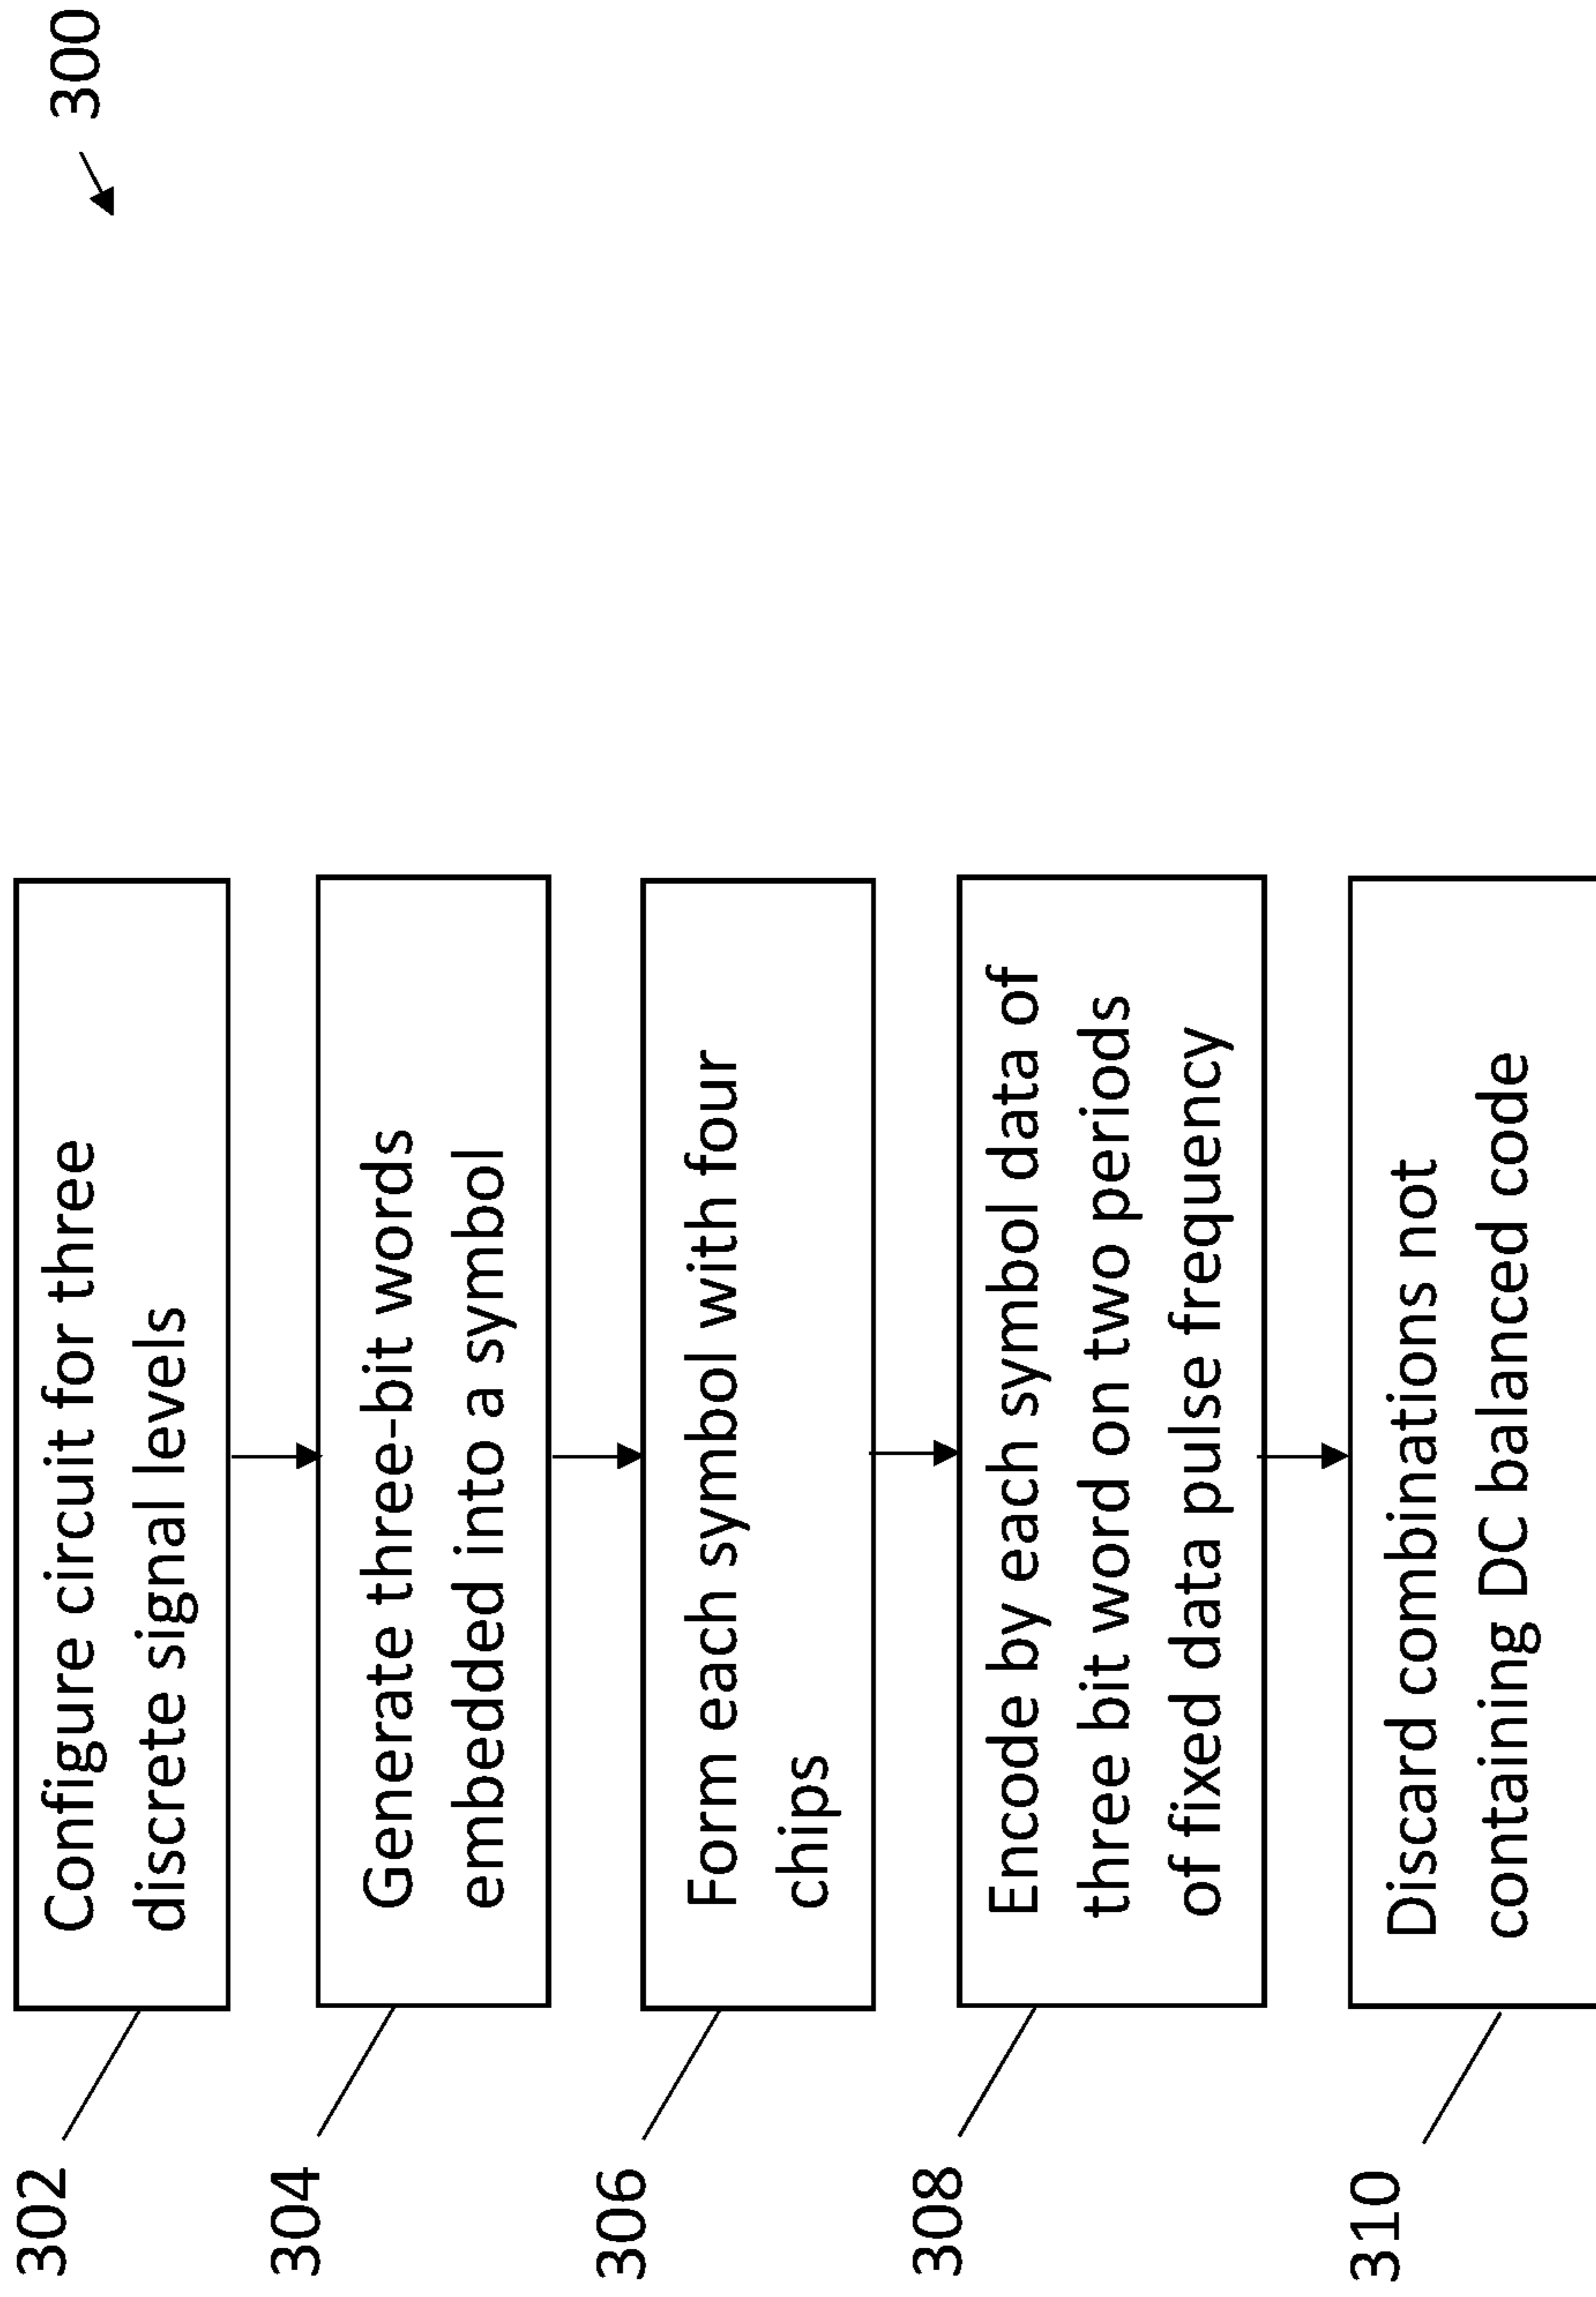 300
302
Configure circuit for three
discrete signal levels
304
Generate three-bit words
embedded into a symbol
306
Form each symbol with four
chips
308
Encode by each symbol data of
three bit word on two periods
of fixed data pulse frequency
310
Discard combinations not
containing DC balanced code